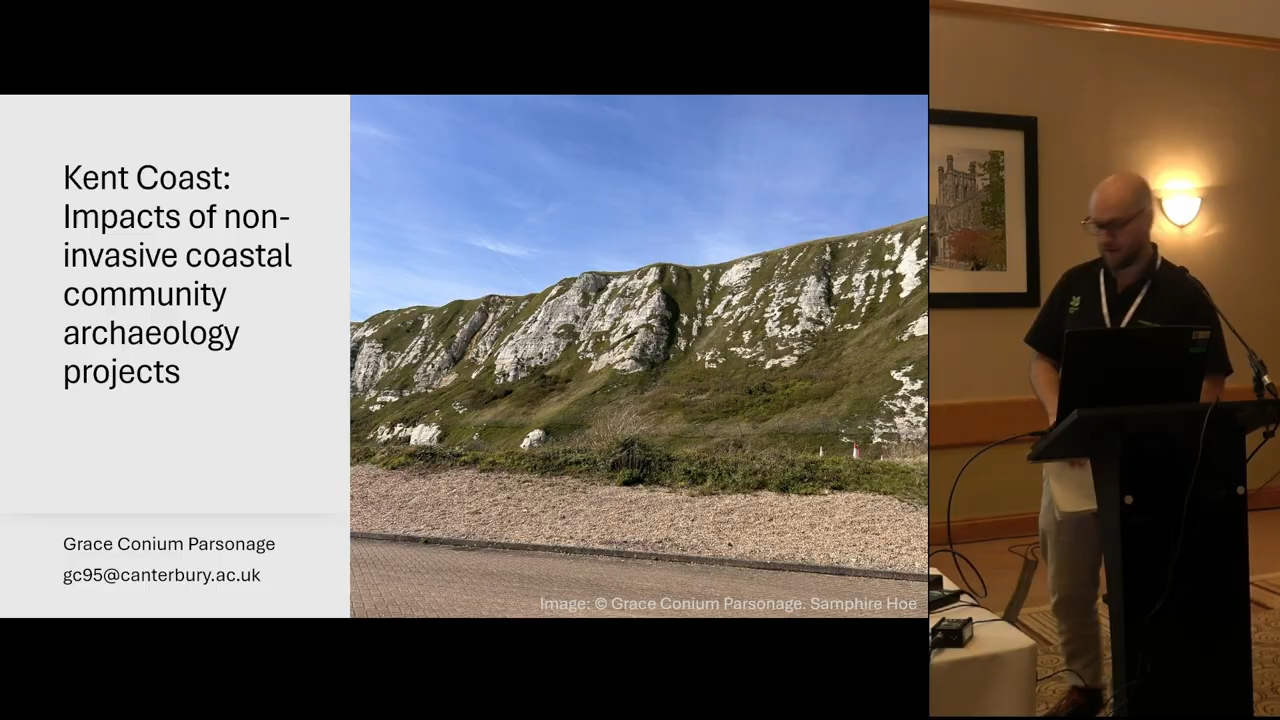 Kent Coast:
Impacts of non-
invasive coastal
community
archaeology
projects
Grace Conium Parsonage
gc95@canterbury.ac.uk
Image: © Grace Conium Parsonage. Samphire Hoe